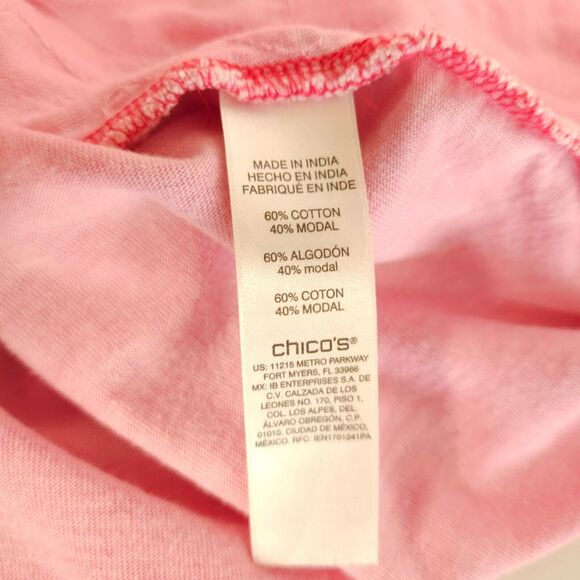 MADE IN INDIA
HECHO EN INDIA
FABRIQUÉ EN INDE
60% COTTON
40% MODAL
60% ALGODÓN
40% modal
60% COTON
40% MODAL
chico's®
US: 11215 METRO PARKWAY
FORT MYERS, FL 33966
MX: IB ENTERPRISES S.A. DE
C.V. CALZADA DE LOS
LEONES NO. 170, PISO 1,
COL. LOS ALPES, DEL.
ÁLVARO OBREGÓN, C.P.
01010, CIUDAD DE MÉXICO,
MÉXICO. RFC: IEN1701241PA